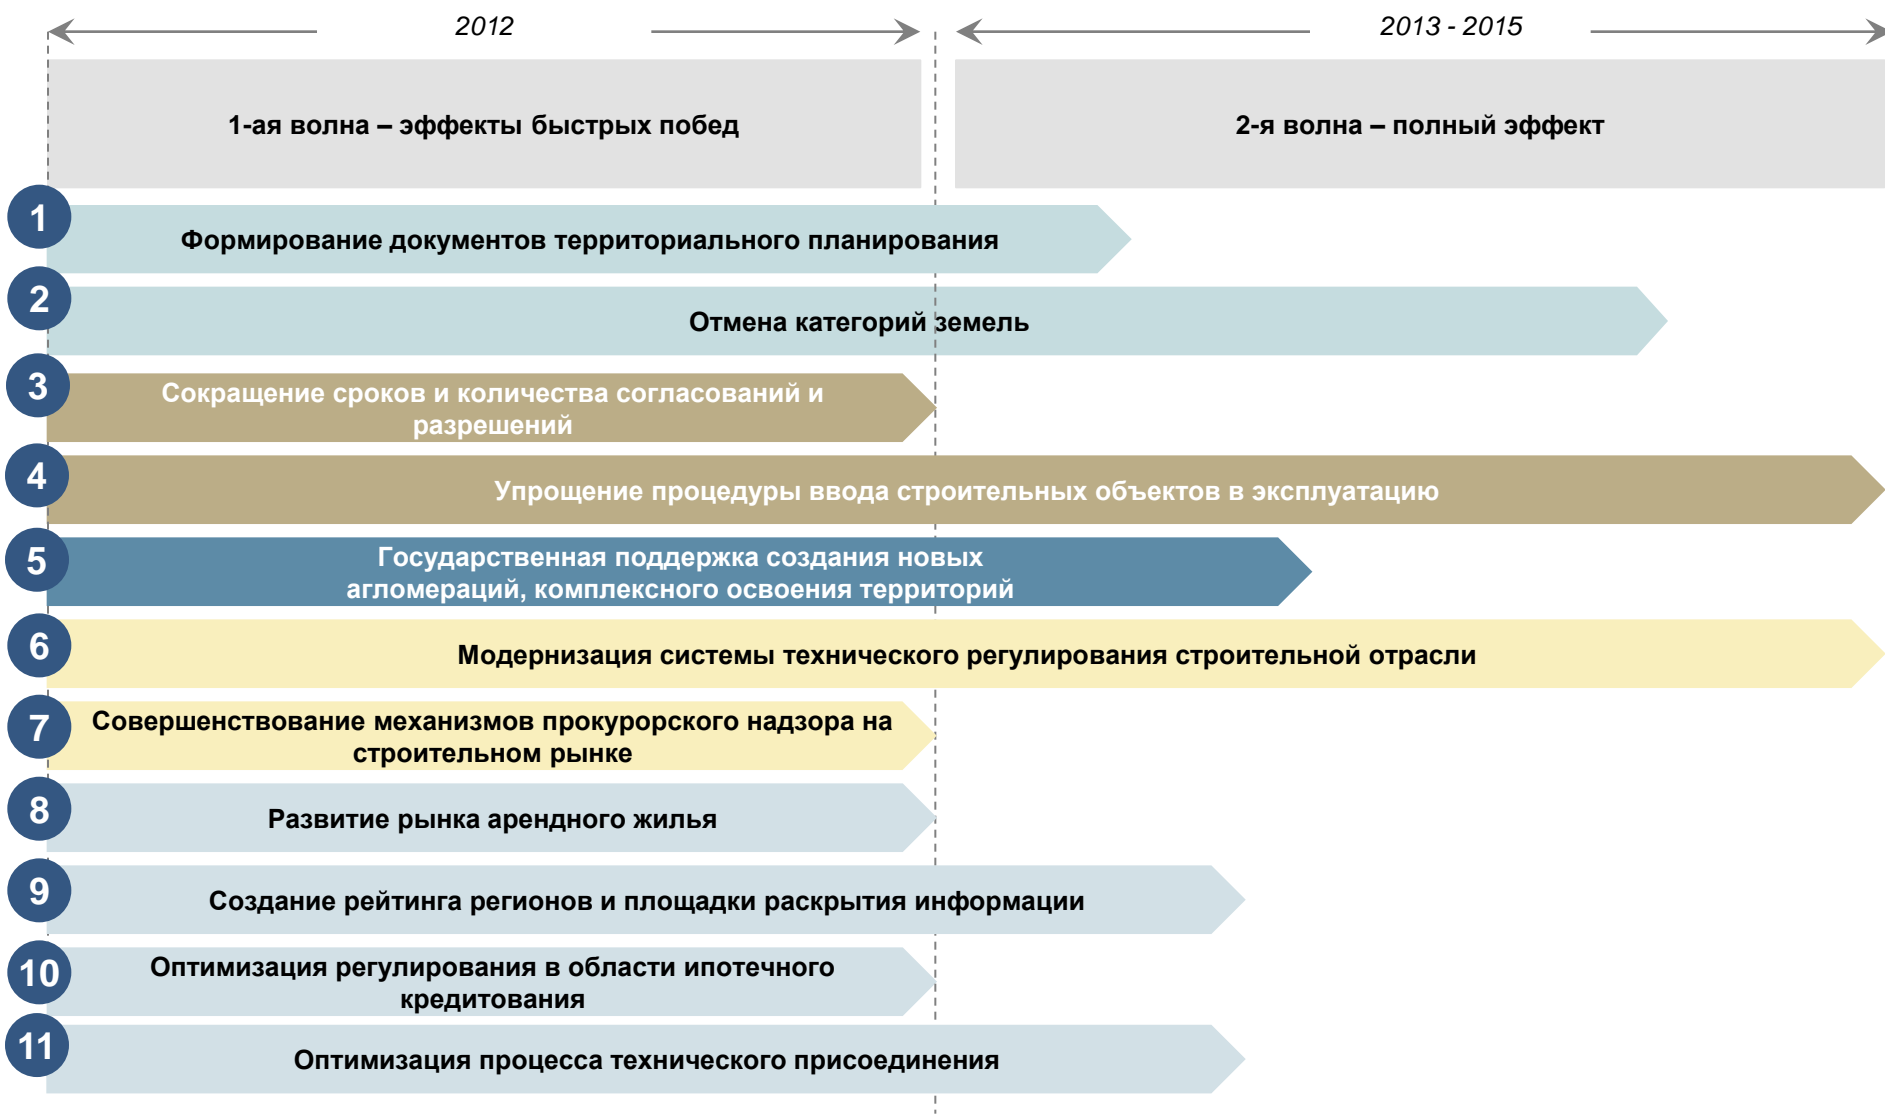 2012
2013 - 2015
1-ая волна – эффекты быстрых побед
2-я волна – полный эффект
1
Формирование документов территориального планирования
2
Отмена категорий земель
3
Сокращение сроков и количества согласований и
разрешений
4
Упрощение процедуры ввода строительных объектов в эксплуатацию
5
Государственная поддержка создания новых
агломераций, комплексного освоения территорий
6
Модернизация системы технического регулирования строительной отрасли
7
Совершенствование механизмов прокурорского надзора на
строительном рынке
8
Развитие рынка арендного жилья
9
Создание рейтинга регионов и площадки раскрытия информации
10
Оптимизация регулирования в области ипотечного
кредитования
11
Оптимизация процесса технического присоединения